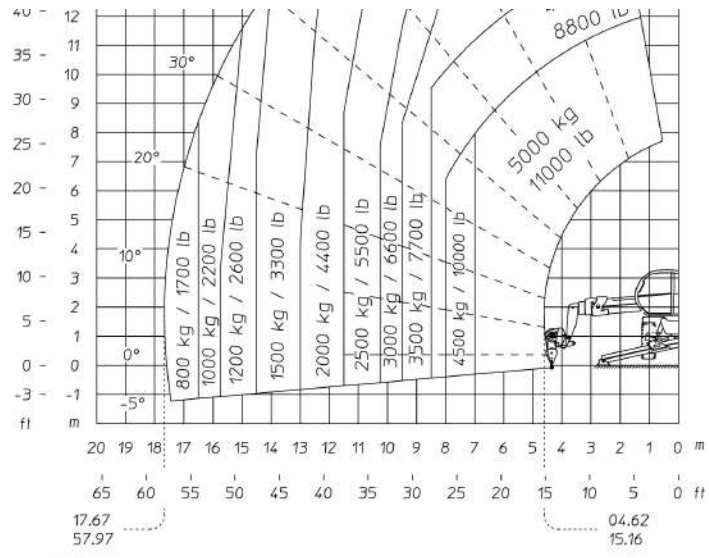 40 - 12
8800 lb
11
35 -
30°
10
30 - 9
5000 kg
11000 lb
8
25 -
20°
7
20 - 6
5
15 -
10°
4
10 - 3
2
5 -
1
0°
0 - 0
-3 - -1
-5°
ft m
800 kg / 1700 lb
1000 kg / 2200 lb
1200 kg / 2600 lb
1500 kg / 3300 lb
2000 kg / 4400 lb
2500 kg / 5500 lb
3000 kg / 6600 lb
3500 kg / 7700 lb
4500 kg / 10000 lb
20 19 18 17 16 15 14 13 12 11 10 9 8 7 6 5 4 3 2 1 0 m
65 60 55 50 45 40 35 30 25 20 15 10 5 0 ft
17.67 04.62
57.97 15.16